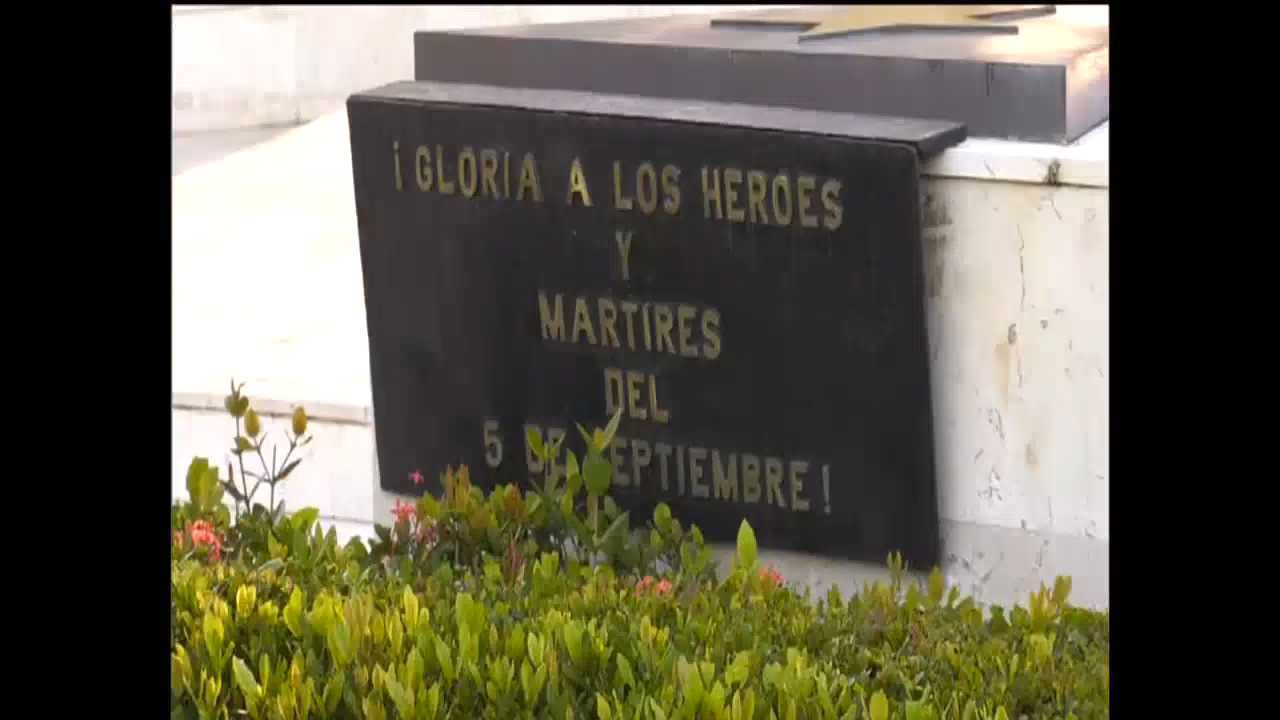 ¡GLORIA A LOS HEROES
Y
MARTIRES
DEL
5 DE SEPTIEMBRE!